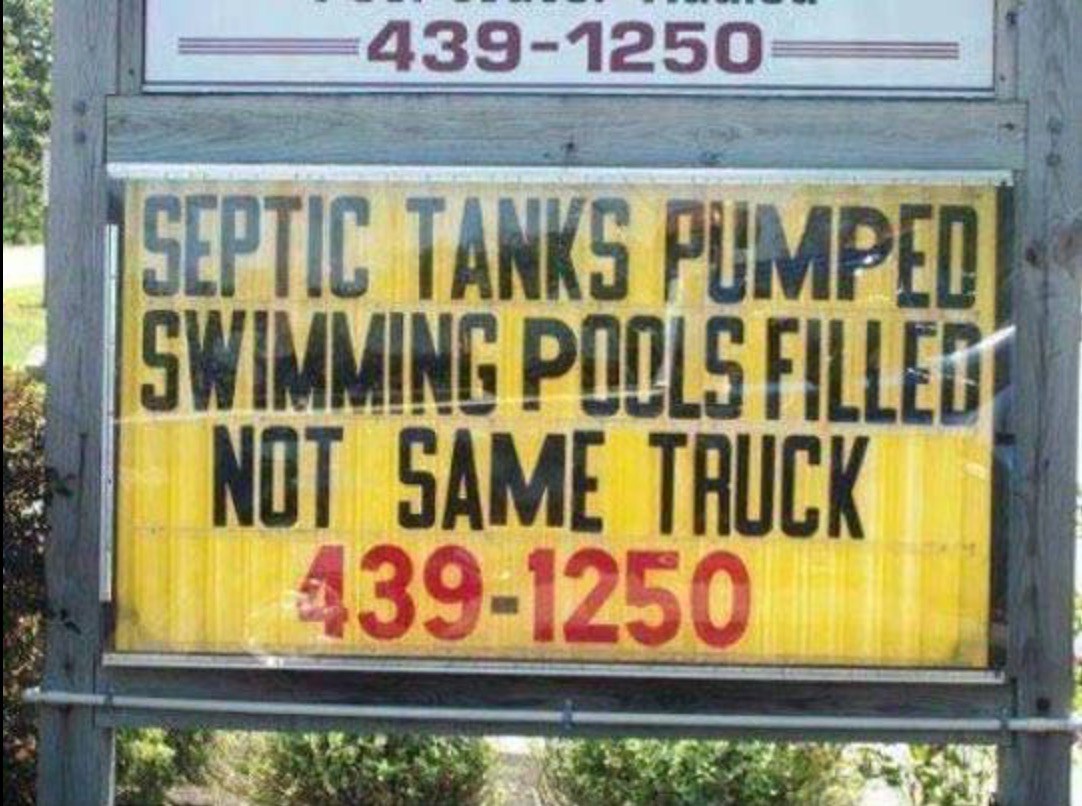 439-1250
SEPTIC TANKS PUMPED
SWIMMING POOLS FILLED
NOT SAME TRUCK
439-1250